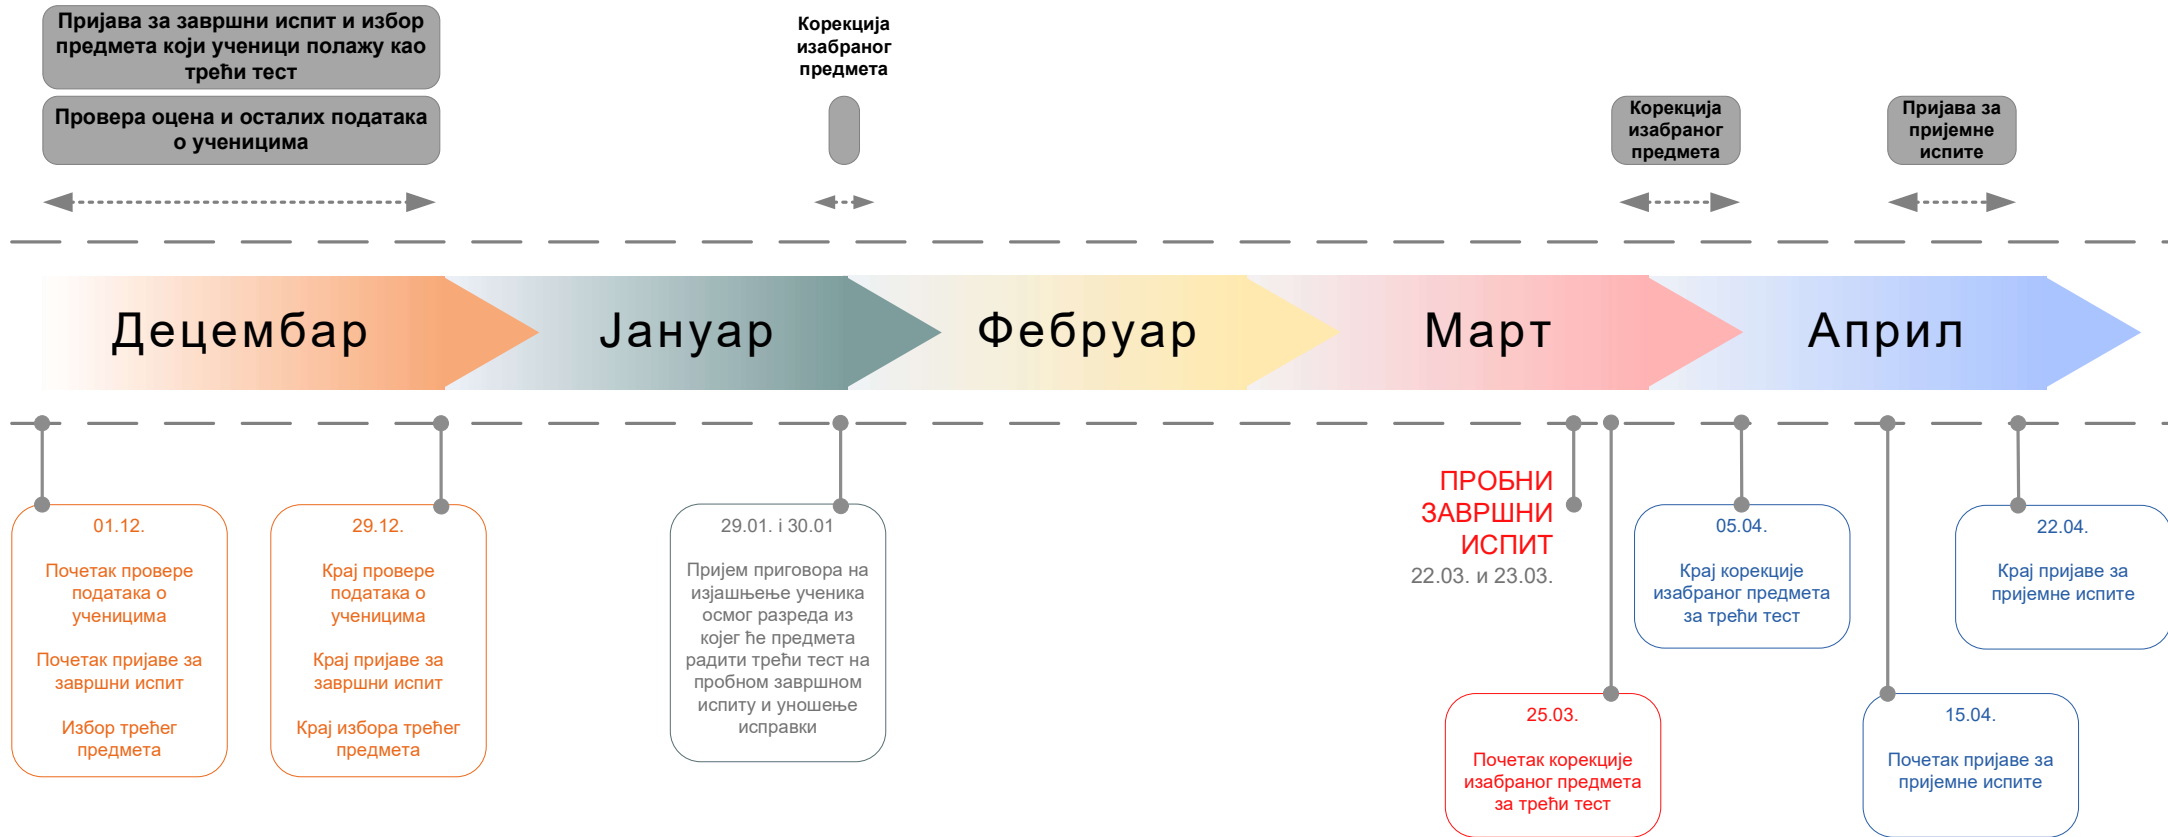 Пријава за завршни испит и избор
предмета који ученици полажу као
трећи тест
Провера оцена и осталих података
о ученицима
Корекција
изабраног
предмета
Корекција
изабраног
предмета
Пријава за
пријемне
испите
Децембар
Јануар
Фебруар
Март
Април
01.12.
Почетак провере
података о
ученицима
Почетак пријаве за
завршни испит
Избор трећег
предмета
29.12.
Крај провере
података о
ученицима
Крај пријаве за
завршни испит
Крај избора трећег
предмета
29.01. i 30.01
Пријем приговора на
изјашњење ученика
осмог разреда из
којег ће предмета
радити трећи тест на
пробном завршном
испиту и уношење
исправки
ПРОБНИ
ЗАВРШНИ
ИСПИТ
22.03. и 23.03.
25.03.
Почетак корекције
изабраног предмета
за трећи тест
05.04.
Крај корекције
изабраног предмета
за трећи тест
15.04.
Почетак пријаве за
пријемне испите
22.04.
Крај пријаве за
пријемне испите